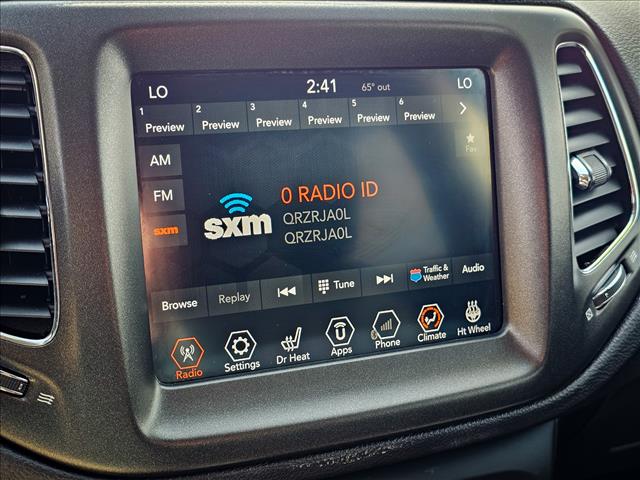 LO 2:41 65° out LO
1 2 3 4 5 6
Preview Preview Preview Preview Preview Preview
AM
Fav
FM
0 RADIO ID
sxm
sxm
QRZRJA0L
QRZRJA0L
Browse Replay Tune Traffic & Weather Audio
Radio Settings Dr Heat Apps Phone Climate Ht Wheel